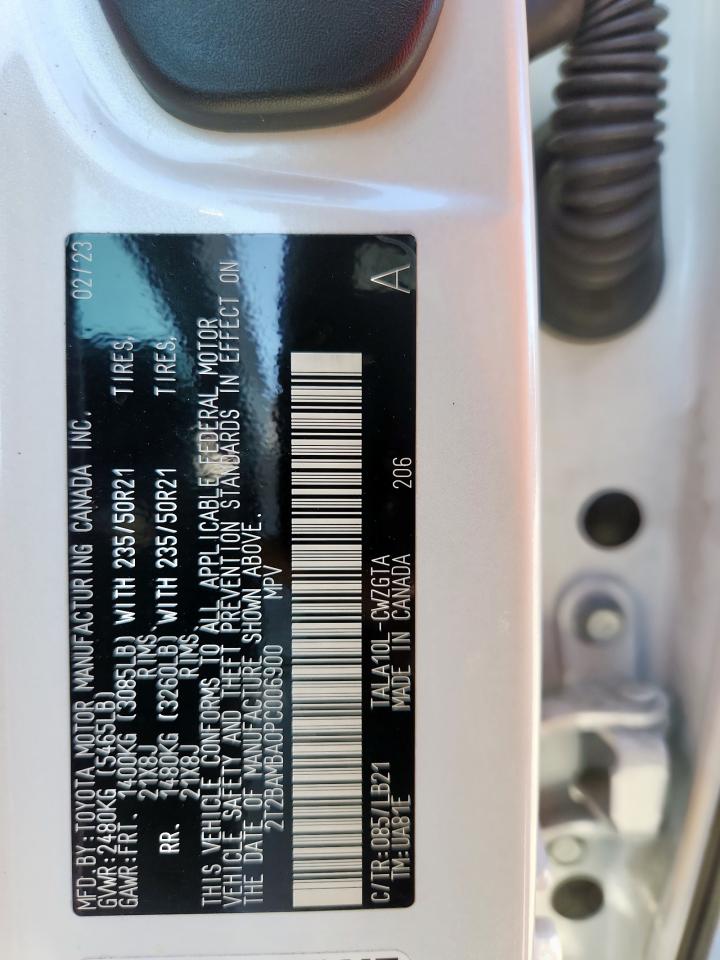 MFD.BY:TOYOTA MOTOR MANUFACTURING CANADA INC. 02/23
GVWR:2480KG (5465LB)
GAWR:FRT. 1400KG (3085LB) WITH 235/50R21 TIRES,
21X8J RIMS
RR. 1480KG (3260LB) WITH 235/50R21 TIRES,
21X8J RIMS
THIS VEHICLE CONFORMS TO ALL APPLICABLE FEDERAL MOTOR
VEHICLE SAFETY AND THEFT PREVENTION STANDARDS IN EFFECT ON
THE DATE OF MANUFACTURE SHOWN ABOVE.
2T2BAMBA0PC006900 MPV
C/TR:085/LB21 TALA10L-CWZGTA 206 A
TM:UA81E MADE IN CANADA